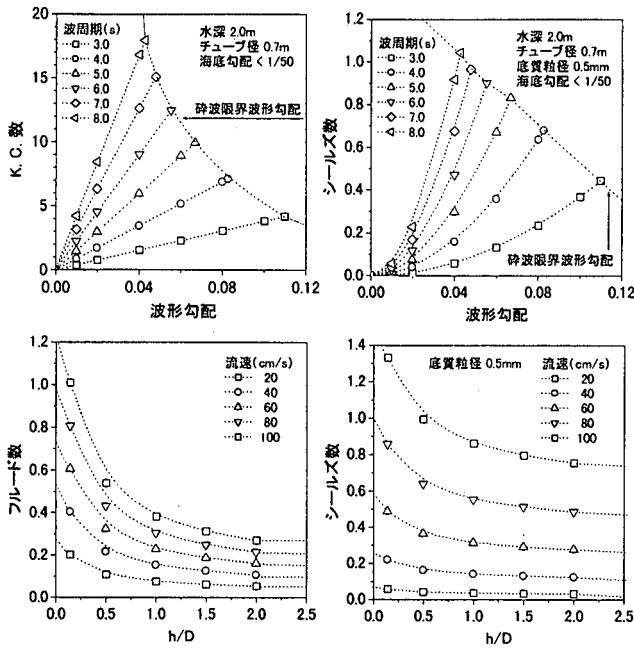 波周期(s)
3.0
4.0
5.0
6.0
7.0
8.0
水深 2.0m
チューブ径 0.7m
海底勾配 < 1/50
砕波限界波形勾配
K. C. 数
20
15
10
5
0
0.00 0.04 0.08 0.12
波形勾配
波周期(s)
3.0
4.0
5.0
6.0
7.0
8.0
水深 2.0m
チューブ径 0.7m
底質粒径 0.5mm
海底勾配 < 1/50
砕波限界波形勾配
シールズ数
1.2
1.0
0.8
0.6
0.4
0.2
0.0
0.00 0.04 0.08 0.12
波形勾配
流速(cm/s)
20
40
60
80
100
フルード数
1.2
1.0
0.8
0.6
0.4
0.2
0.0
0.0 0.5 1.0 1.5 2.0 2.5
h/D
底質粒径 0.5mm
流速(cm/s)
20
40
60
80
100
シールズ数
1.4
1.2
1.0
0.8
0.6
0.4
0.2
0.0
0.0 0.5 1.0 1.5 2.0 2.5
h/D